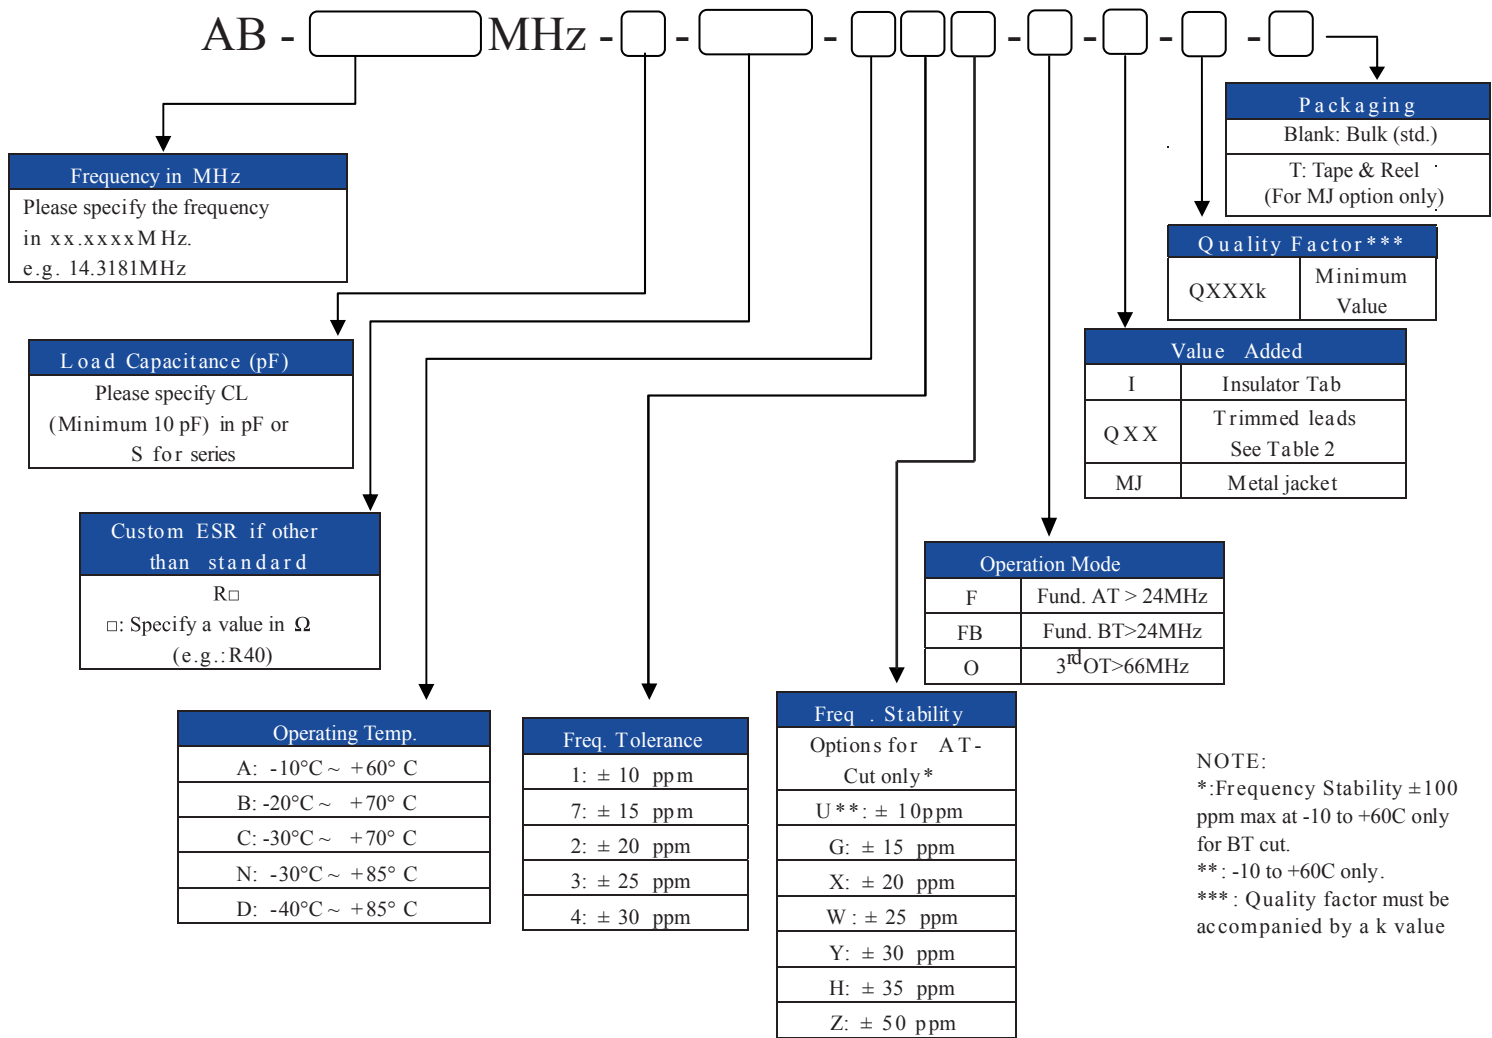 AB - MHz - - - - - - -
Packaging
Blank: Bulk (std.)
T: Tape & Reel
(For MJ option only)
Frequency in MHz
Please specify the frequency
in xx.xxxxMHz.
e.g. 14.3181MHz
Quality Factor***
QXXXk
Minimum
Value
Load Capacitance (pF)
Please specify CL
(Minimum 10 pF) in pF or
S for series
Value Added
I Insulator Tab
QXX
Trimmed leads
See Table 2
MJ Metal jacket
Custom ESR if other
than standard
R□
□: Specify a value in Ω
(e.g.:R40)
Operation Mode
F Fund. AT > 24MHz
FB Fund. BT>24MHz
O 3rdOT>66MHz
Operating Temp.
A: -10°C ~ +60° C
B: -20°C ~ +70° C
C: -30°C ~ +70° C
N: -30°C ~ +85° C
D: -40°C ~ +85° C
Freq. Tolerance
1: ± 10 ppm
7: ± 15 ppm
2: ± 20 ppm
3: ± 25 ppm
4: ± 30 ppm
Freq . Stability
Options for AT-
Cut only*
U**: ± 10ppm
G: ± 15 ppm
X: ± 20 ppm
W : ± 25 ppm
Y: ± 30 ppm
H: ± 35 ppm
Z: ± 50 ppm
NOTE:
*:Frequency Stability ±100
ppm max at -10 to +60C only
for BT cut.
**: -10 to +60C only.
***: Quality factor must be
accompanied by a k value